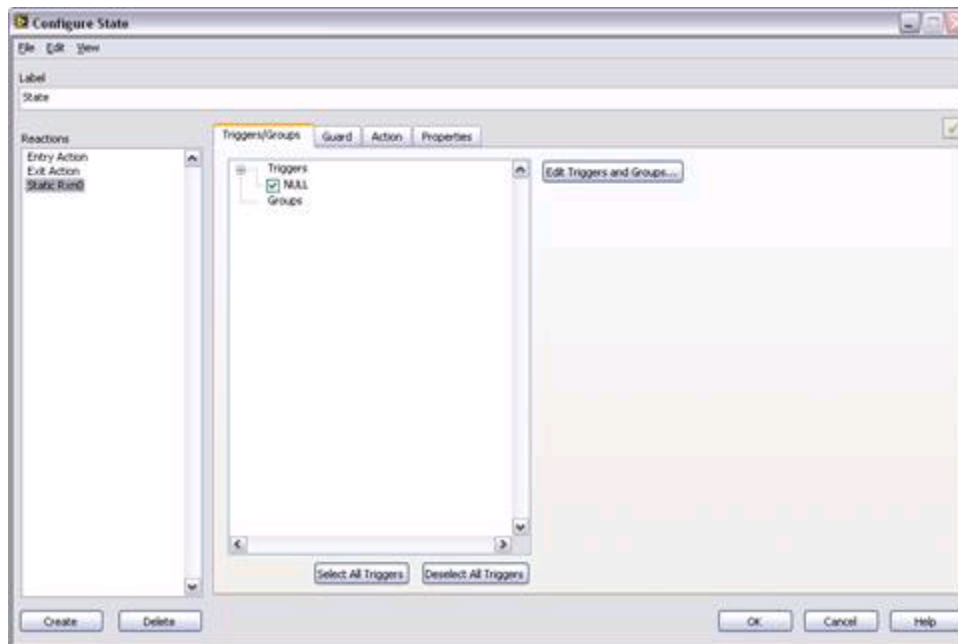 Configure State
File Edit View
Label
State
Reactions
Entry Action
Exit Action
Static Rxn0
Triggers/Groups Guard Action Properties
Triggers
NULL
Groups
Edit Triggers and Groups...
Select All Triggers Deselect All Triggers
Create Delete OK Cancel Help